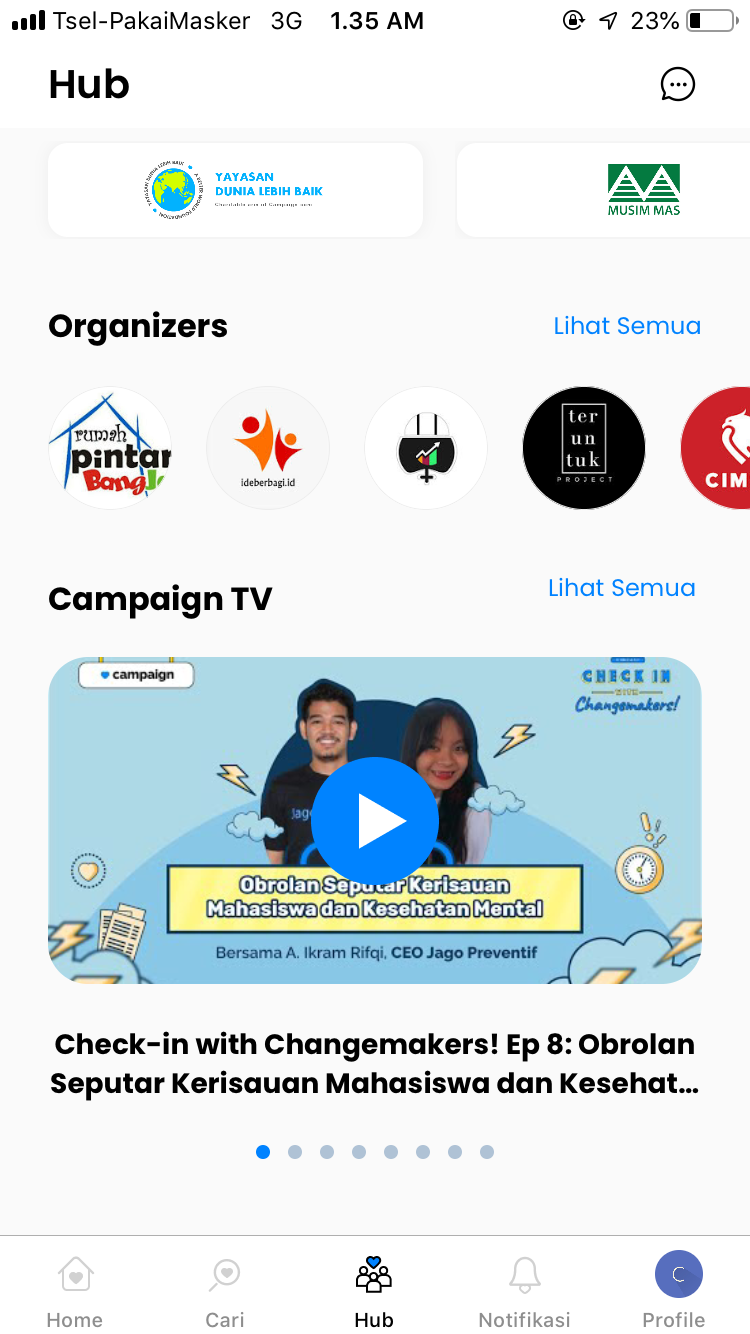 Tsel-PakaiMasker 3G 1.35 AM 23%
Hub
YAYASAN
DUNIA LEBIH BAIK
MUSIM MAS
Organizers
Lihat Semua
rumah
pintar
BangJ
ideberbagi.id
ter
un
tuk
PROJECT
CIM
Campaign TV
Lihat Semua
campaign
CHECK IN
WITH
Changemakers!
Jag
Obrolan Seputar Kerisauan
Mahasiswa dan Kesehatan Mental
Bersama A. Ikram Rifqi, CEO Jago Preventif
Check-in with Changemakers! Ep 8: Obrolan
Seputar Kerisauan Mahasiswa dan Kesehat...
Home
Cari
Hub
Notifikasi
C
Profile